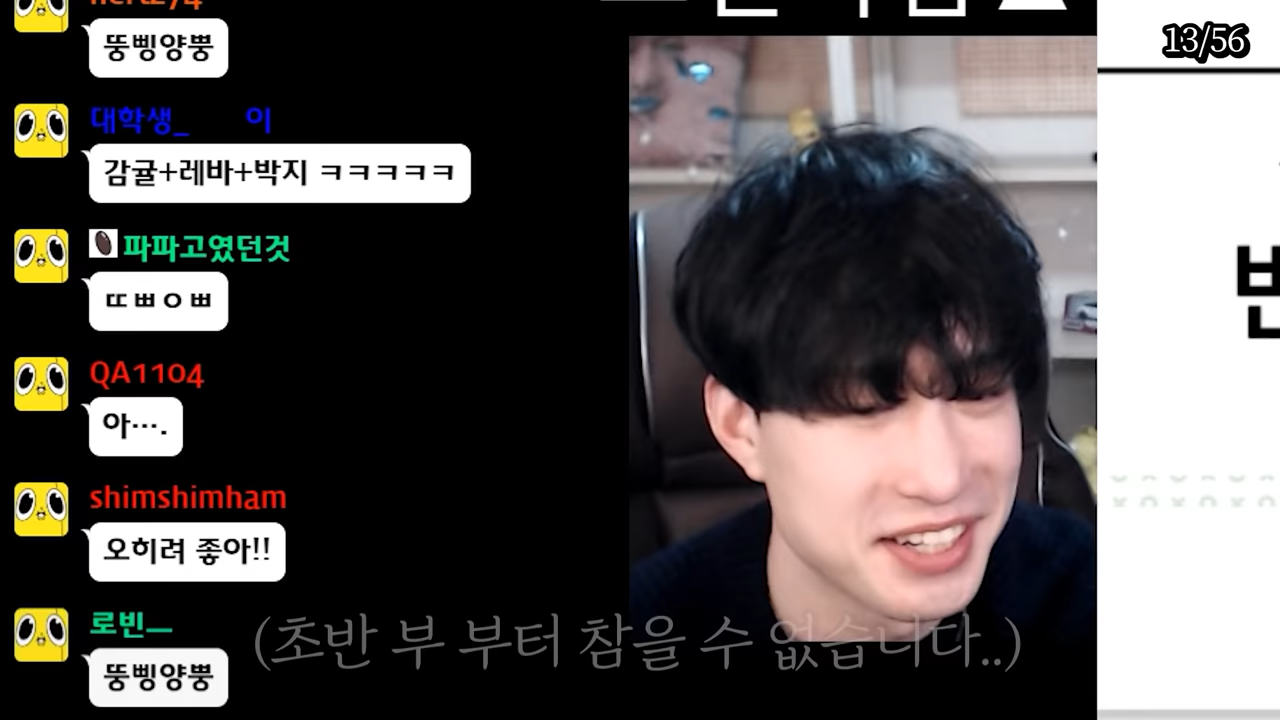 뚱삥양뿡
대학생_ 이
감귤+레바+박지 ㅋㅋㅋㅋㅋ
파파고였던것
ㄸㅃㅇㅃ
QA1104
아….
shimshimham
오히려 좋아!!
로빈__
뚱삥양뿡
(초반 부 부터 참을 수 없습니다..)
13/56